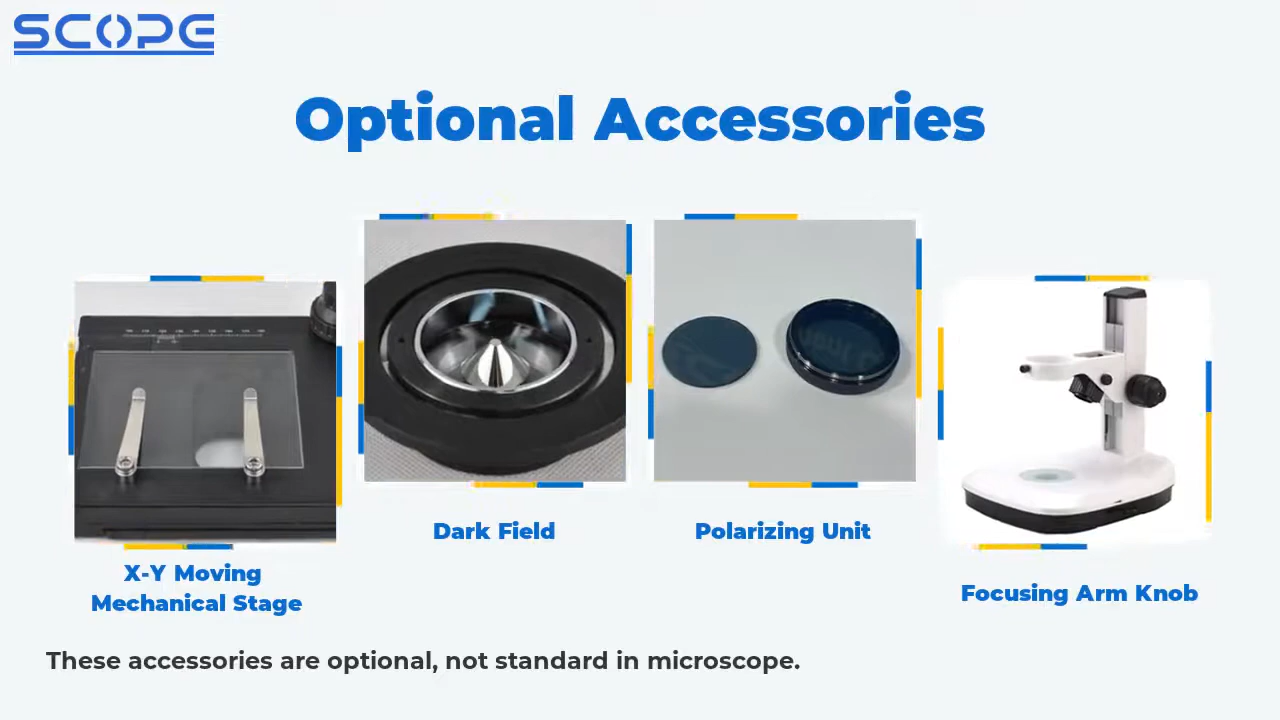 SCOPE
Optional Accessories
Dark Field
Polarizing Unit
X-Y Moving
Mechanical Stage
Focusing Arm Knob
These accessories are optional, not standard in microscope.